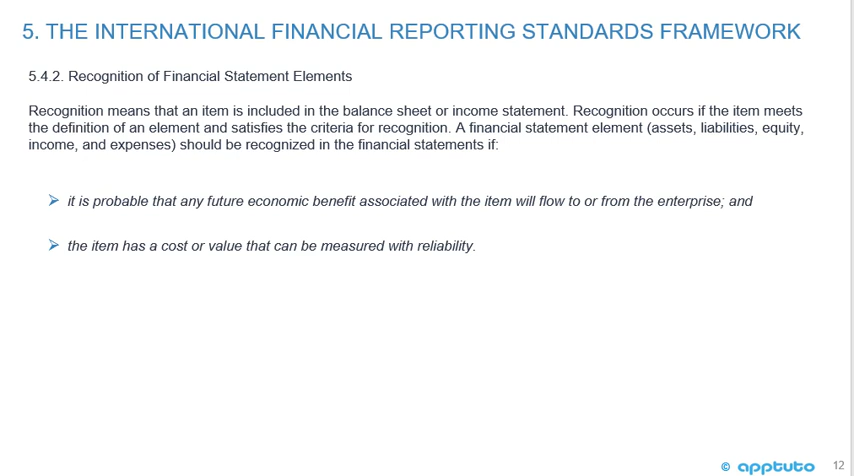 5. THE INTERNATIONAL FINANCIAL REPORTING STANDARDS FRAMEWORK
5.4.2. Recognition of Financial Statement Elements
Recognition means that an item is included in the balance sheet or income statement. Recognition occurs if the item meets
the definition of an element and satisfies the criteria for recognition. A financial statement element (assets, liabilities, equity,
income, and expenses) should be recognized in the financial statements if:
➢ it is probable that any future economic benefit associated with the item will flow to or from the enterprise; and
➢ the item has a cost or value that can be measured with reliability.
© apptuto 12